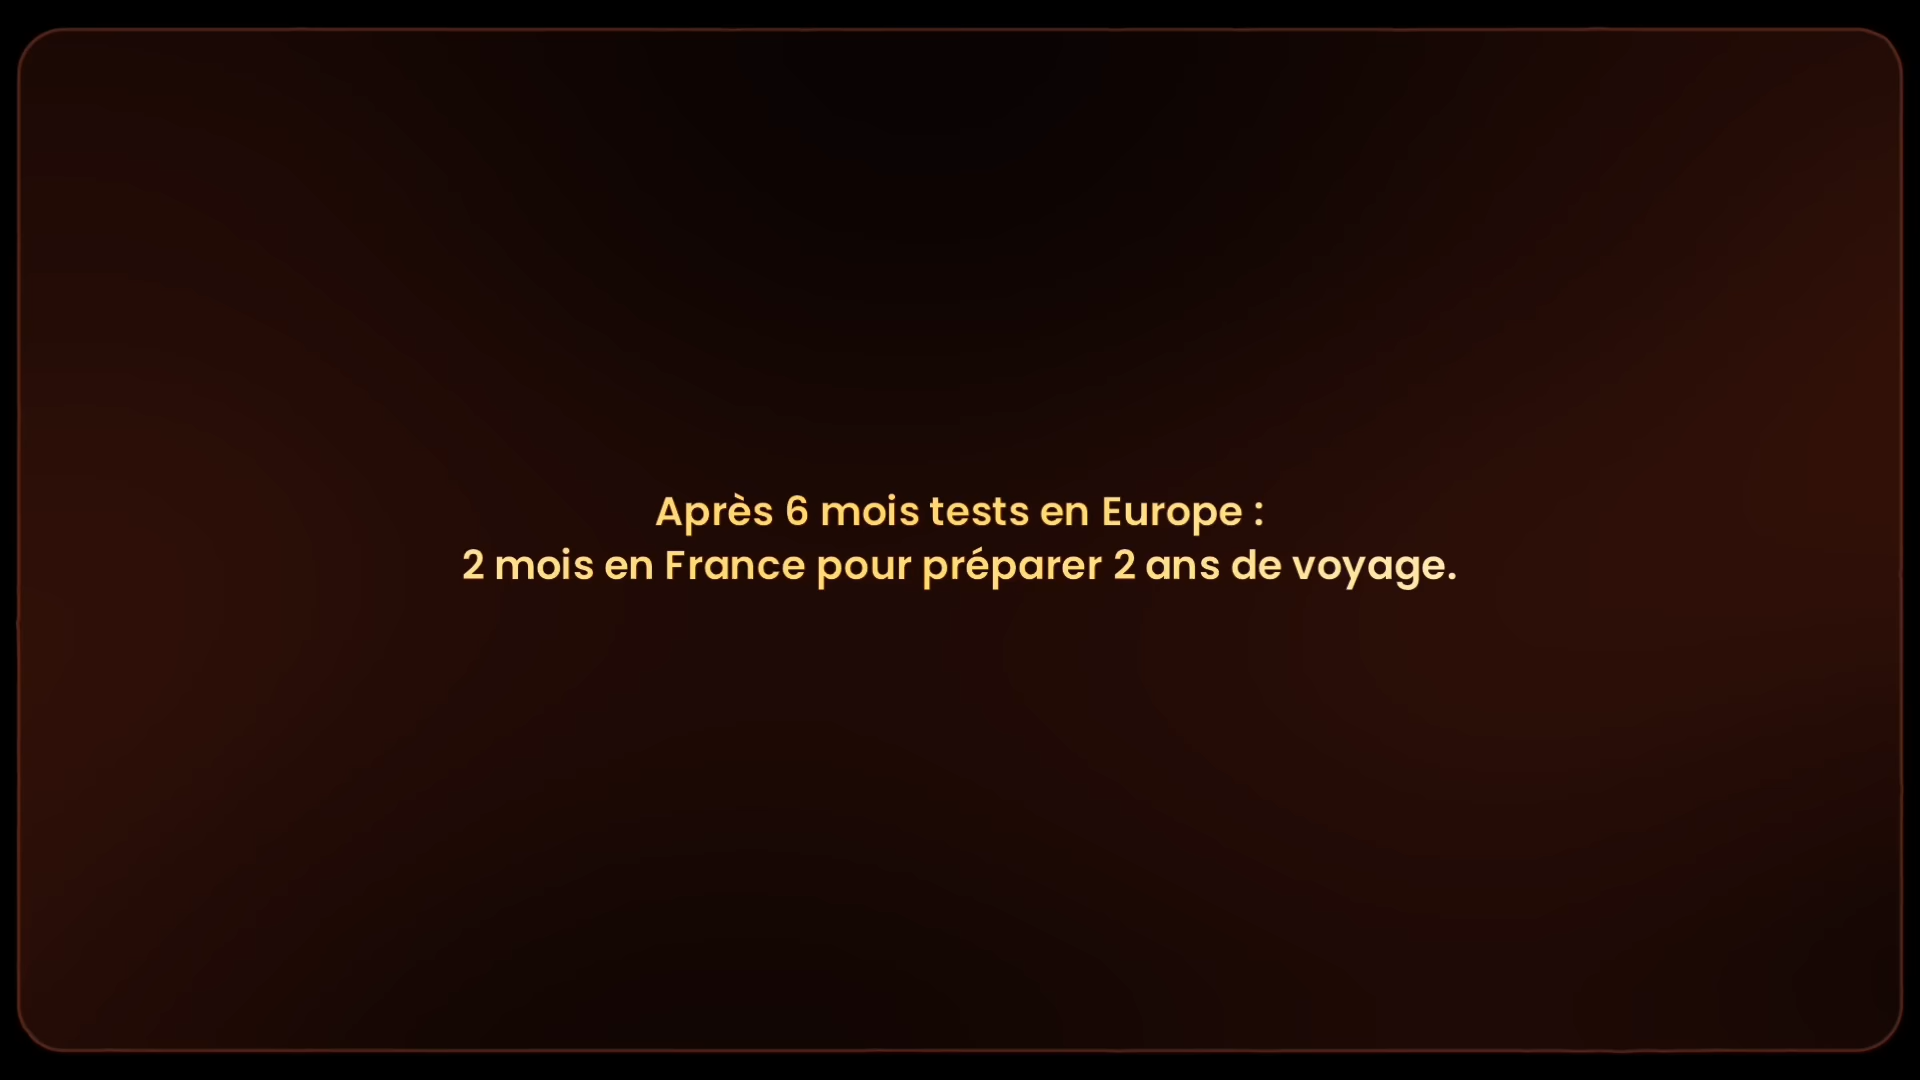 Après 6 mois tests en Europe :
2 mois en France pour préparer 2 ans de voyage.